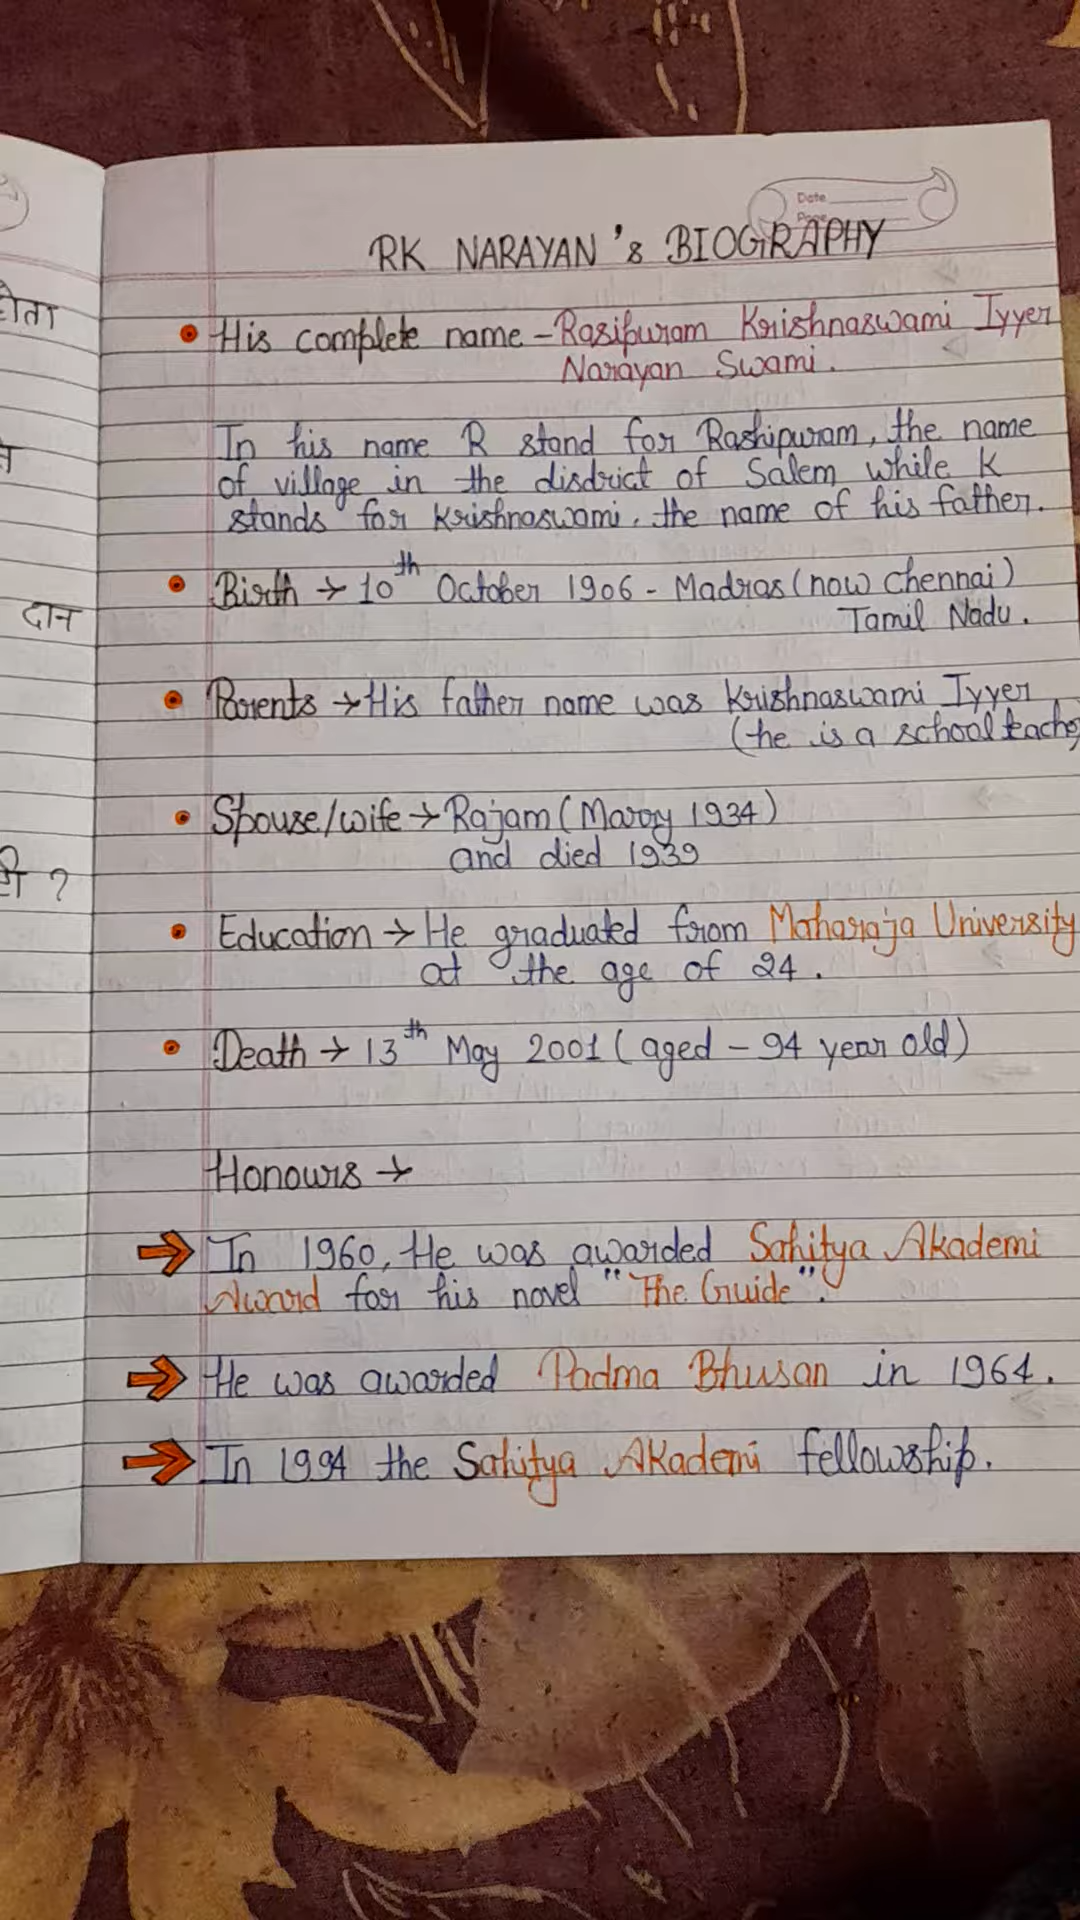 Date
RK NARAYAN's BIOGRAPHY
• His complete name - Rasipuram Krishnaswami Iyyer
Narayan Swami.
In his name R stand for Rashipuram, the name
of village in the disdrict of Salem while K
stands for Krishnaswami, the name of his father.
• Birth → 10th October 1906 - Madras (now Chennai)
Tamil Nadu.
• Parents → His father name was Krishnaswami Iyyer
(he is a school teache
• Spouse/wife → Rajam (Marry 1934)
and died 1939
• Education → He graduated from Maharaja University
at the age of 24.
• Death → 13th May 2001 (aged - 94 year old)
Honours →
⇒ In 1960, He was awarded Sahitya Akademi
Award for his novel "The Guide".
⇒ He was awarded Padma Bhusan in 1964.
⇒ In 1994 the Sahitya Akademi fellowship.
होता
दान
?